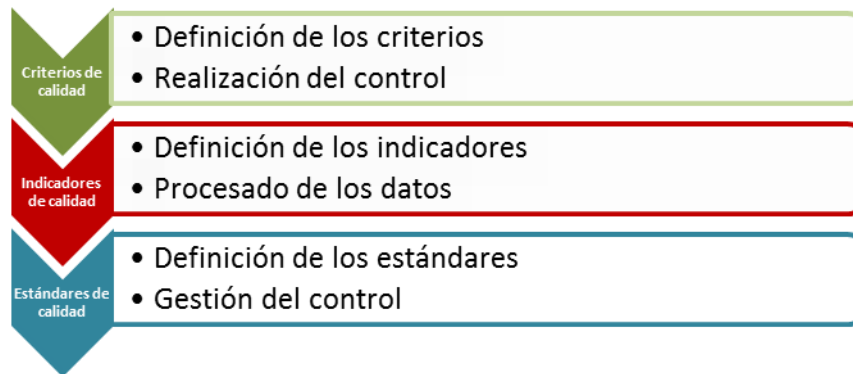 Criterios de
calidad
• Definición de los criterios
• Realización del control
Indicadores
de calidad
• Definición de los indicadores
• Procesado de los datos
Estándares de
calidad
• Definición de los estándares
• Gestión del control